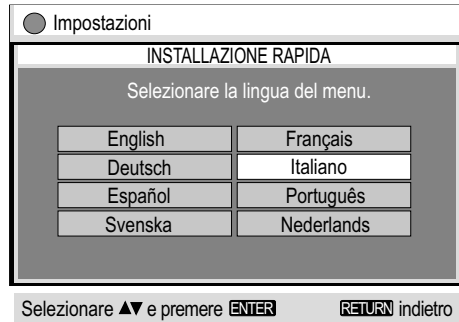 Impostazioni
INSTALLAZIONE RAPIDA
Selezionare la lingua del menu.
English Français
Deutsch Italiano
Español Português
Svenska Nederlands
Selezionare ▲▼ e premere ENTER RETURN indietro